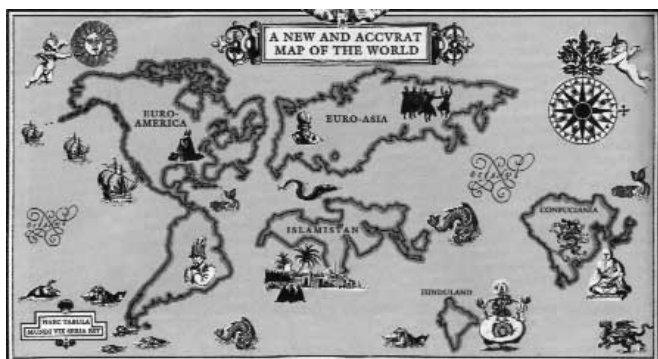 A NEW AND ACCVRAT
MAP OF THE WORLD
EURO-
AMERICA
EURO-ASIA
CONFUCIANIA
ISLAMISTAN
HINDULAND
HAEC TABULA
MUNDI VIX SERIA EST